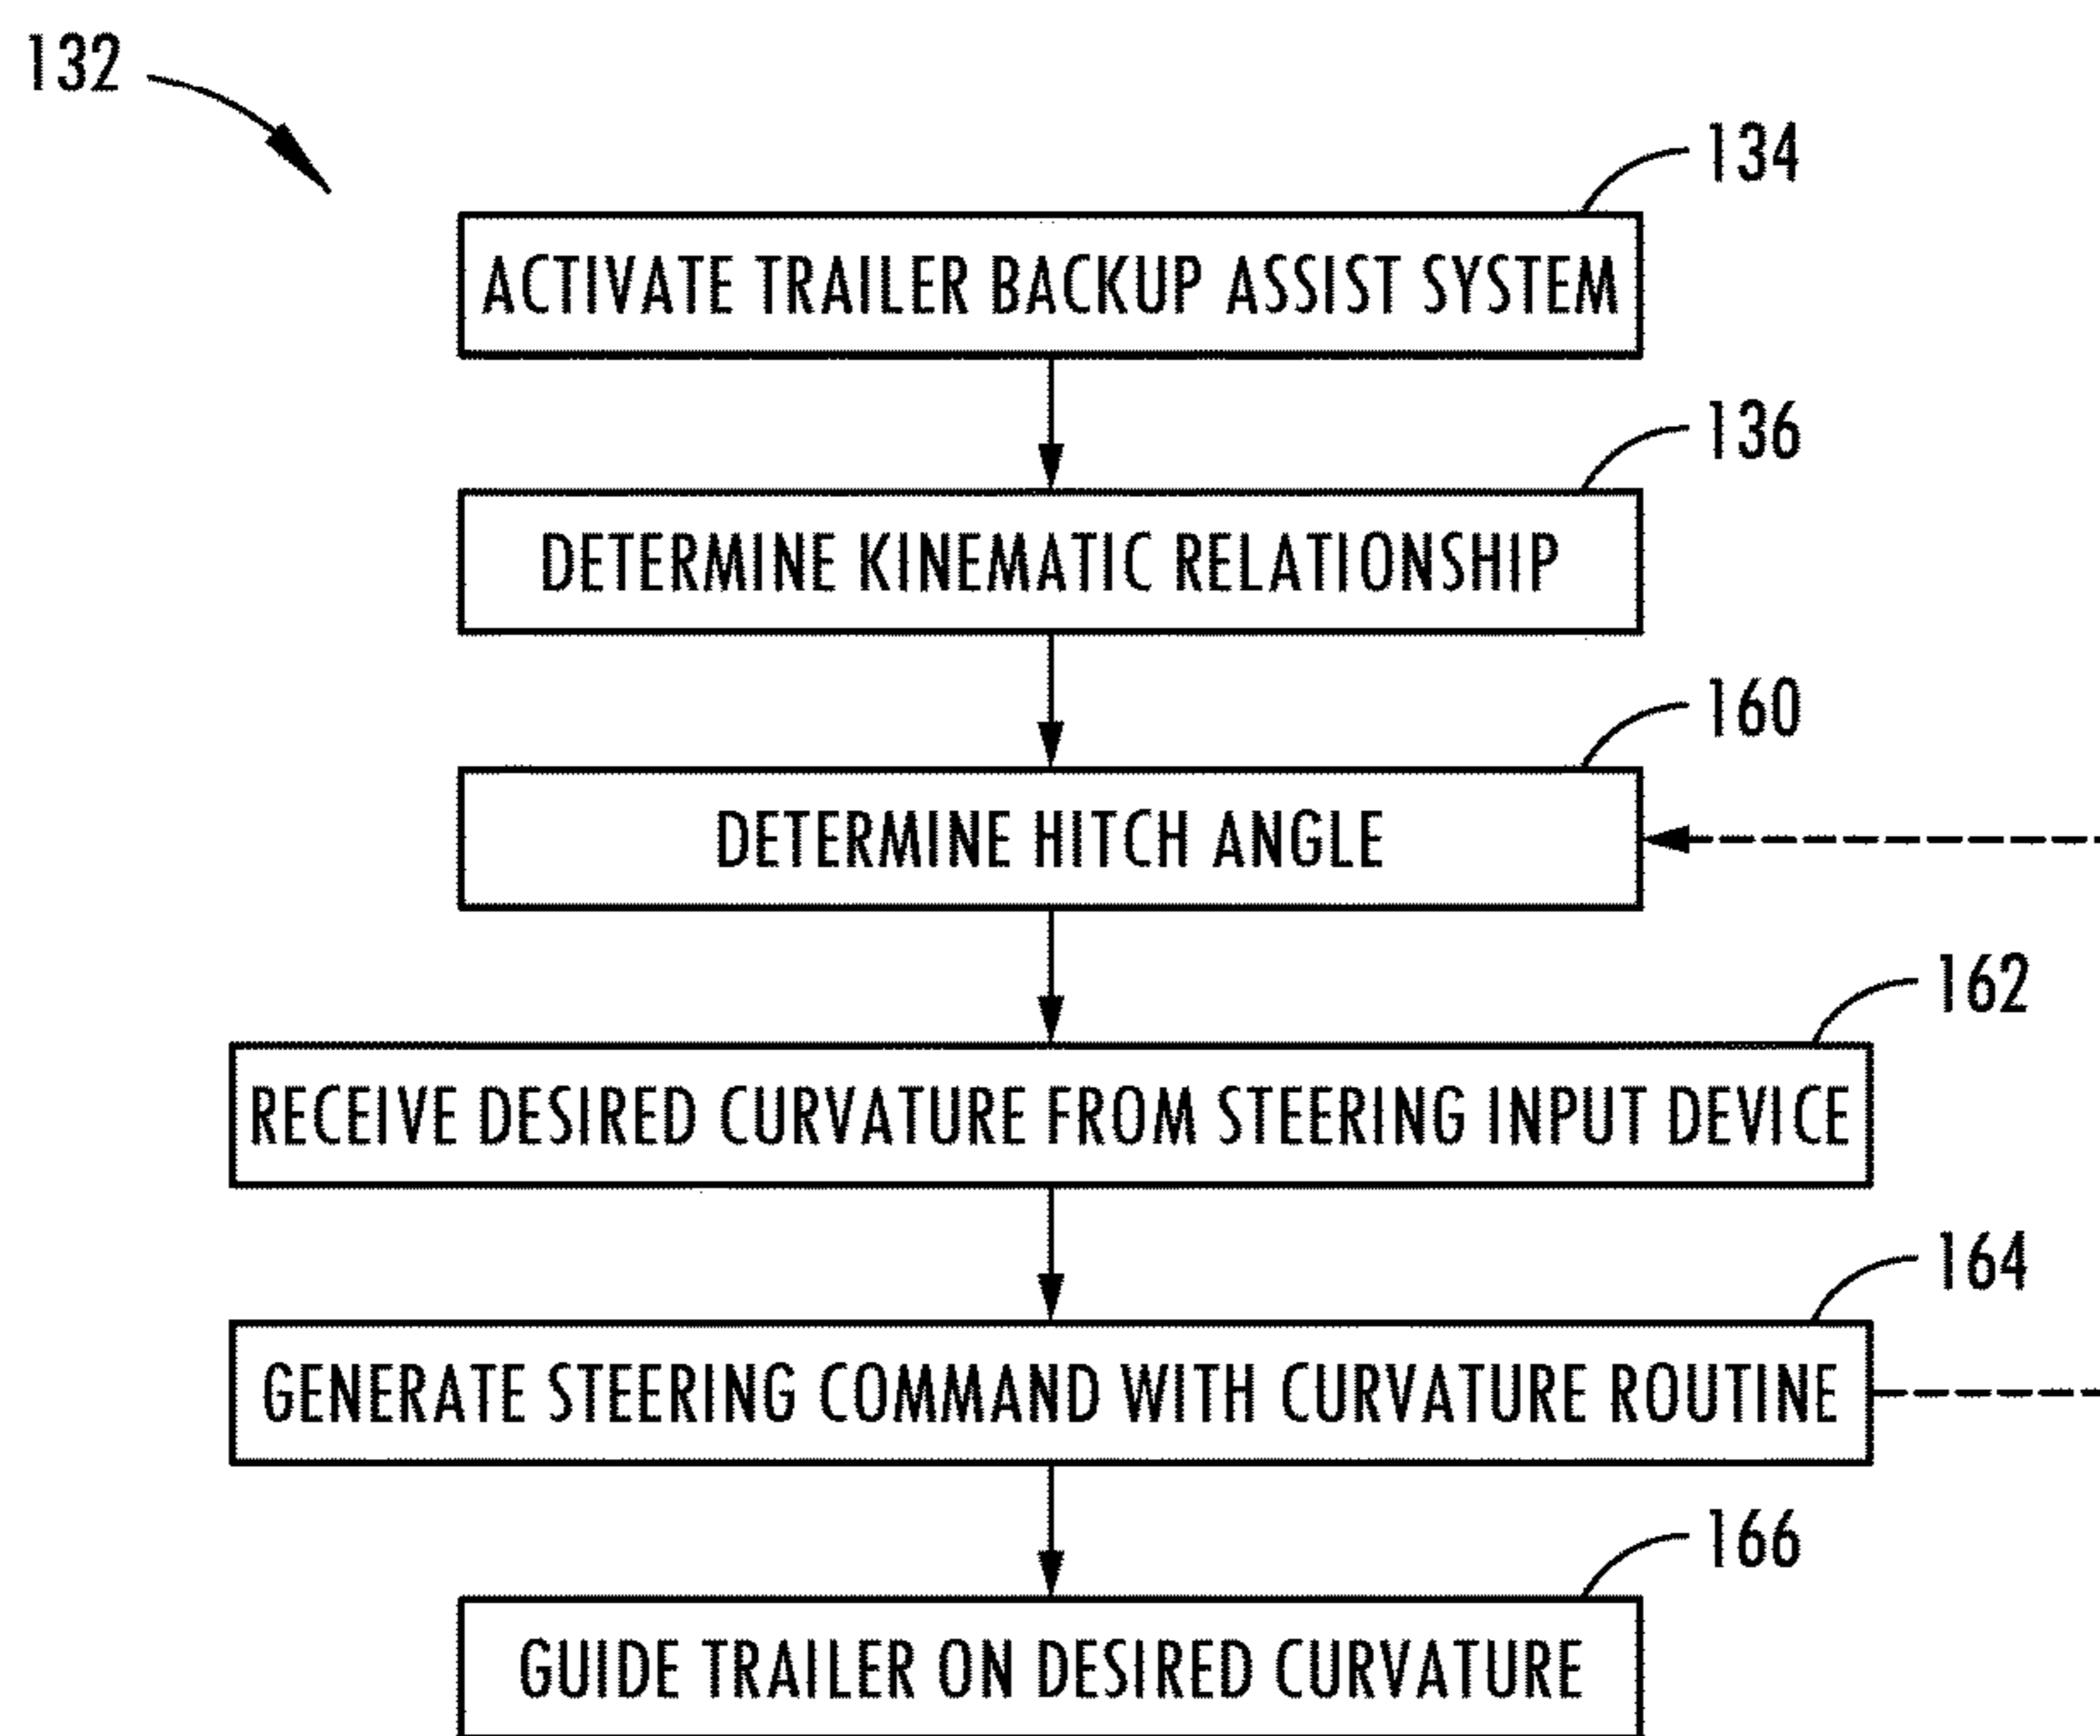 132
134
ACTIVATE TRAILER BACKUP ASSIST SYSTEM
136
DETERMINE KINEMATIC RELATIONSHIP
160
DETERMINE HITCH ANGLE
162
RECEIVE DESIRED CURVATURE FROM STEERING INPUT DEVICE
164
GENERATE STEERING COMMAND WITH CURVATURE ROUTINE
166
GUIDE TRAILER ON DESIRED CURVATURE